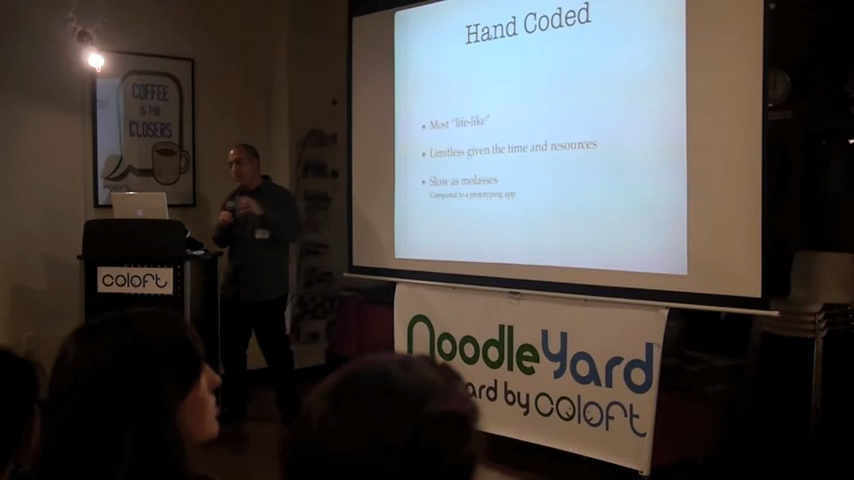 Hand Coded
• Most "life-like"
• Limitless given the time and resources
• Slow as molasses
Compared to a prototyping app
COFFEE
IS FOR
CLOSERS
coloft
NoodleYard
ard by coloft